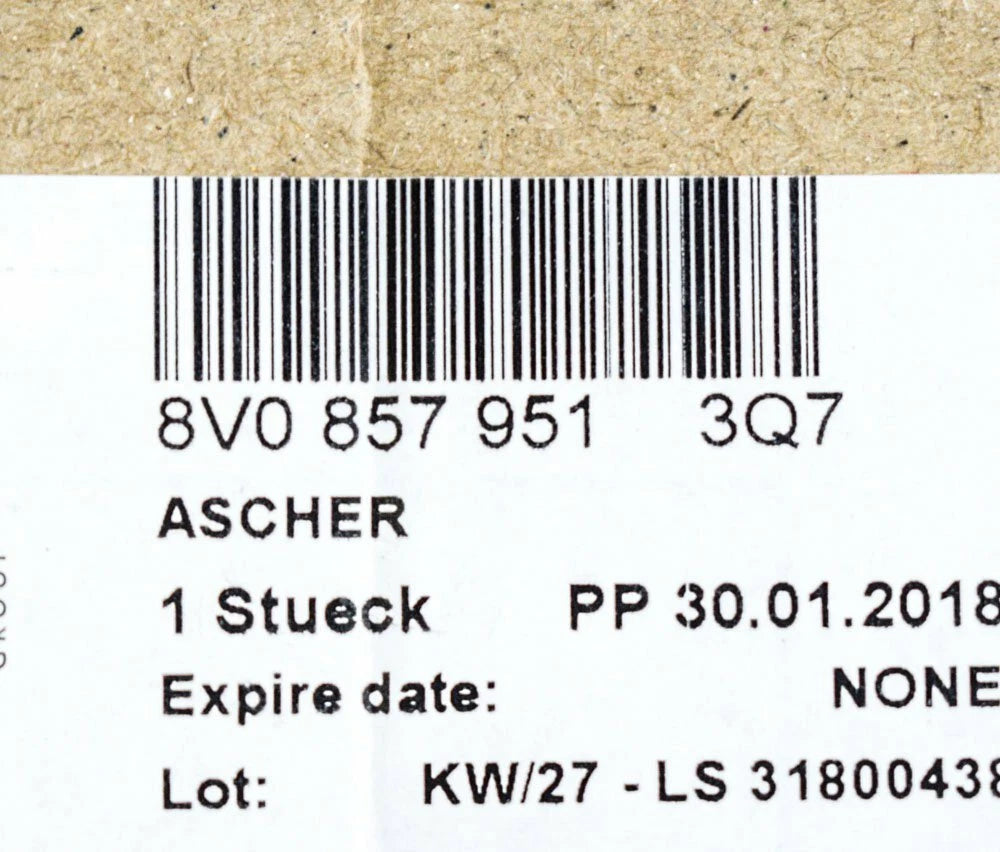 8V0 857 951 3Q7
ASCHER
1 Stueck PP 30.01.2018
Expire date: NONE
Lot: KW/27 - LS 31800438